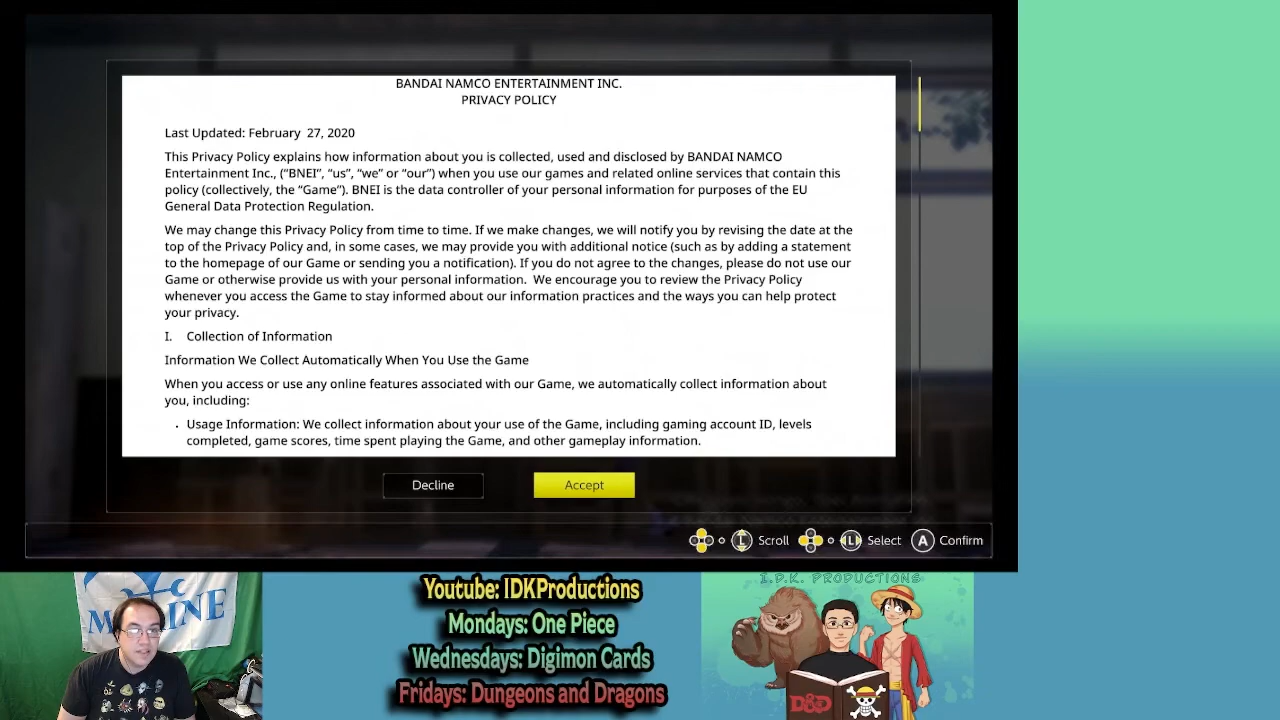 BANDAI NAMCO ENTERTAINMENT INC.
PRIVACY POLICY
Last Updated: February 27, 2020
This Privacy Policy explains how information about you is collected, used and disclosed by BANDAI NAMCO
Entertainment Inc., (“BNEI”, “us”, “we” or “our”) when you use our games and related online services that contain this
policy (collectively, the “Game”). BNEI is the data controller of your personal information for purposes of the EU
General Data Protection Regulation.
We may change this Privacy Policy from time to time. If we make changes, we will notify you by revising the date at the
top of the Privacy Policy and, in some cases, we may provide you with additional notice (such as by adding a statement
to the homepage of our Game or sending you a notification). If you do not agree to the changes, please do not use our
Game or otherwise provide us with your personal information. We encourage you to review the Privacy Policy
whenever you access the Game to stay informed about our information practices and the ways you can help protect
your privacy.
I. Collection of Information
Information We Collect Automatically When You Use the Game
When you access or use any online features associated with our Game, we automatically collect information about
you, including:
· Usage Information: We collect information about your use of the Game, including gaming account ID, levels
completed, game scores, time spent playing the Game, and other gameplay information.
Decline
Accept
L Scroll L Select A Confirm
MARINE
Youtube: IDKProductions
Mondays: One Piece
Wednesdays: Digimon Cards
Fridays: Dungeons and Dragons
I.D.K. PRODUCTIONS
D&D